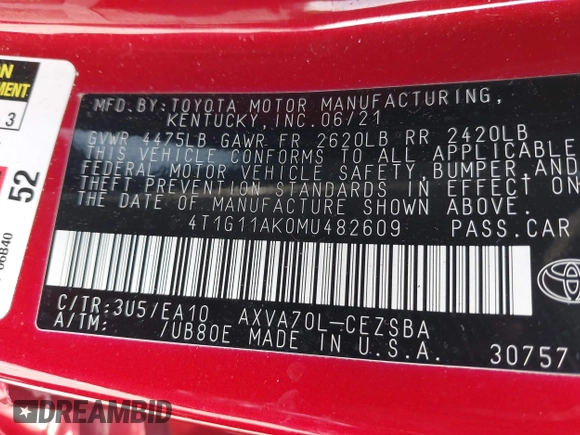 MFD.BY:TOYOTA MOTOR MANUFACTURING,
KENTUCKY, INC 06/21
GVWR 4475LB GAWR FR 2620LB RR 2420LB
THIS VEHICLE CONFORMS TO ALL APPLICABLE
FEDERAL MOTOR VEHICLE SAFETY, BUMPER, AND
THEFT PREVENTION STANDARDS IN EFFECT ON
THE DATE OF MANUFACTURE SHOWN ABOVE.
4T1G11AK0MU482609 PASS.CAR
C/TR:3U5/EA10 AXVA70L-CEZSBA
A/TM: /UB80E MADE IN U.S.A. 30757
3
52
06B40
DREAMBID